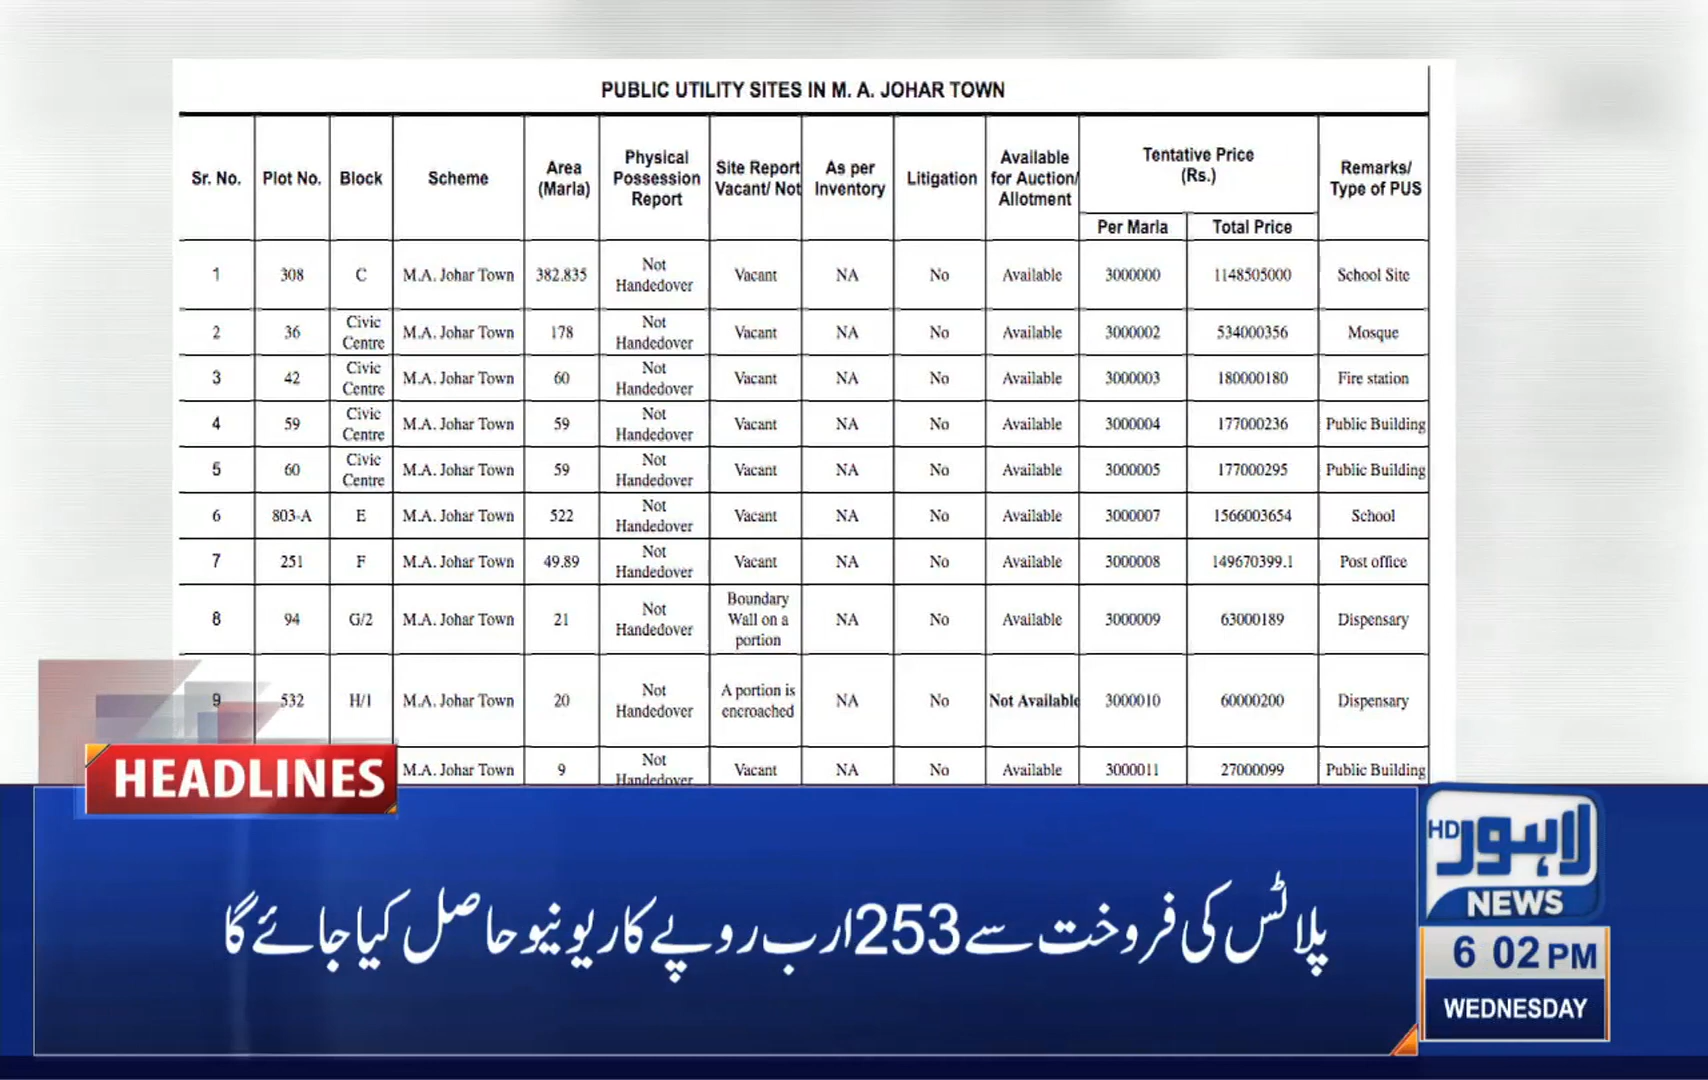 PUBLIC UTILITY SITES IN M. A. JOHAR TOWN
Sr. No. Plot No. Block Scheme Area (Marla) Physical Possession Report Site Report Vacant/ Not As per Inventory Litigation Available for Auction/ Allotment Tentative Price (Rs.) Remarks/ Type of PUS
Per Marla Total Price
1 308 C M.A. Johar Town 382.835 Not Handedover Vacant NA No Available 3000000 1148505000 School Site
2 36 Civic Centre M.A. Johar Town 178 Not Handedover Vacant NA No Available 3000002 534000356 Mosque
3 42 Civic Centre M.A. Johar Town 60 Not Handedover Vacant NA No Available 3000003 180000180 Fire station
4 59 Civic Centre M.A. Johar Town 59 Not Handedover Vacant NA No Available 3000004 177000236 Public Building
5 60 Civic Centre M.A. Johar Town 59 Not Handedover Vacant NA No Available 3000005 177000295 Public Building
6 803-A E M.A. Johar Town 522 Not Handedover Vacant NA No Available 3000007 1566003654 School
7 251 F M.A. Johar Town 49.89 Not Handedover Vacant NA No Available 3000008 149670399.1 Post office
8 94 G/2 M.A. Johar Town 21 Not Handedover Boundary Wall on a portion NA No Available 3000009 63000189 Dispensary
9 532 H/1 M.A. Johar Town 20 Not Handedover A portion is encroached NA No Not Available 3000010 60000200 Dispensary
M.A. Johar Town 9 Not Handedover Vacant NA No Available 3000011 27000099 Public Building
HEADLINES
پلاٹس کی فروخت سے 253 ارب روپے کا ریونیو حاصل کیا جائے گا
لاہور HD
NEWS
6 02 PM
WEDNESDAY